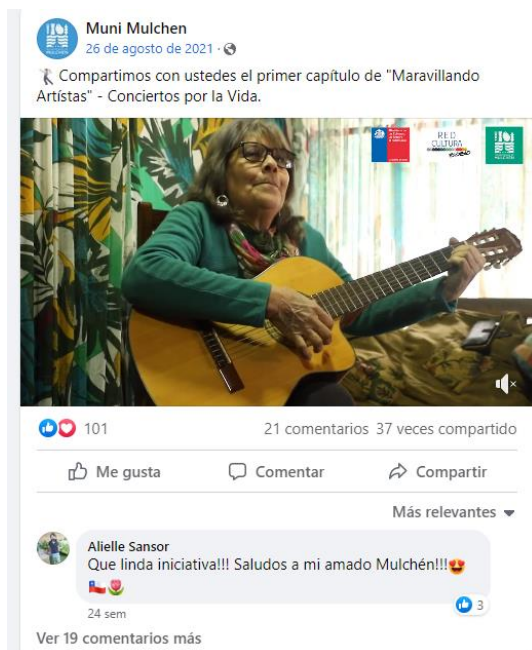 Muni Mulchen
26 de agosto de 2021 ·
Compartimos con ustedes el primer capítulo de "Maravillando
Artístas" - Conciertos por la Vida.
RED
CULTURA
101
21 comentarios 37 veces compartido
Me gusta
Comentar
Compartir
Más relevantes
Alielle Sansor
Que linda iniciativa!!! Saludos a mi amado Mulchén!!!😍
🇨🇱🌷
24 sem
3
Ver 19 comentarios más